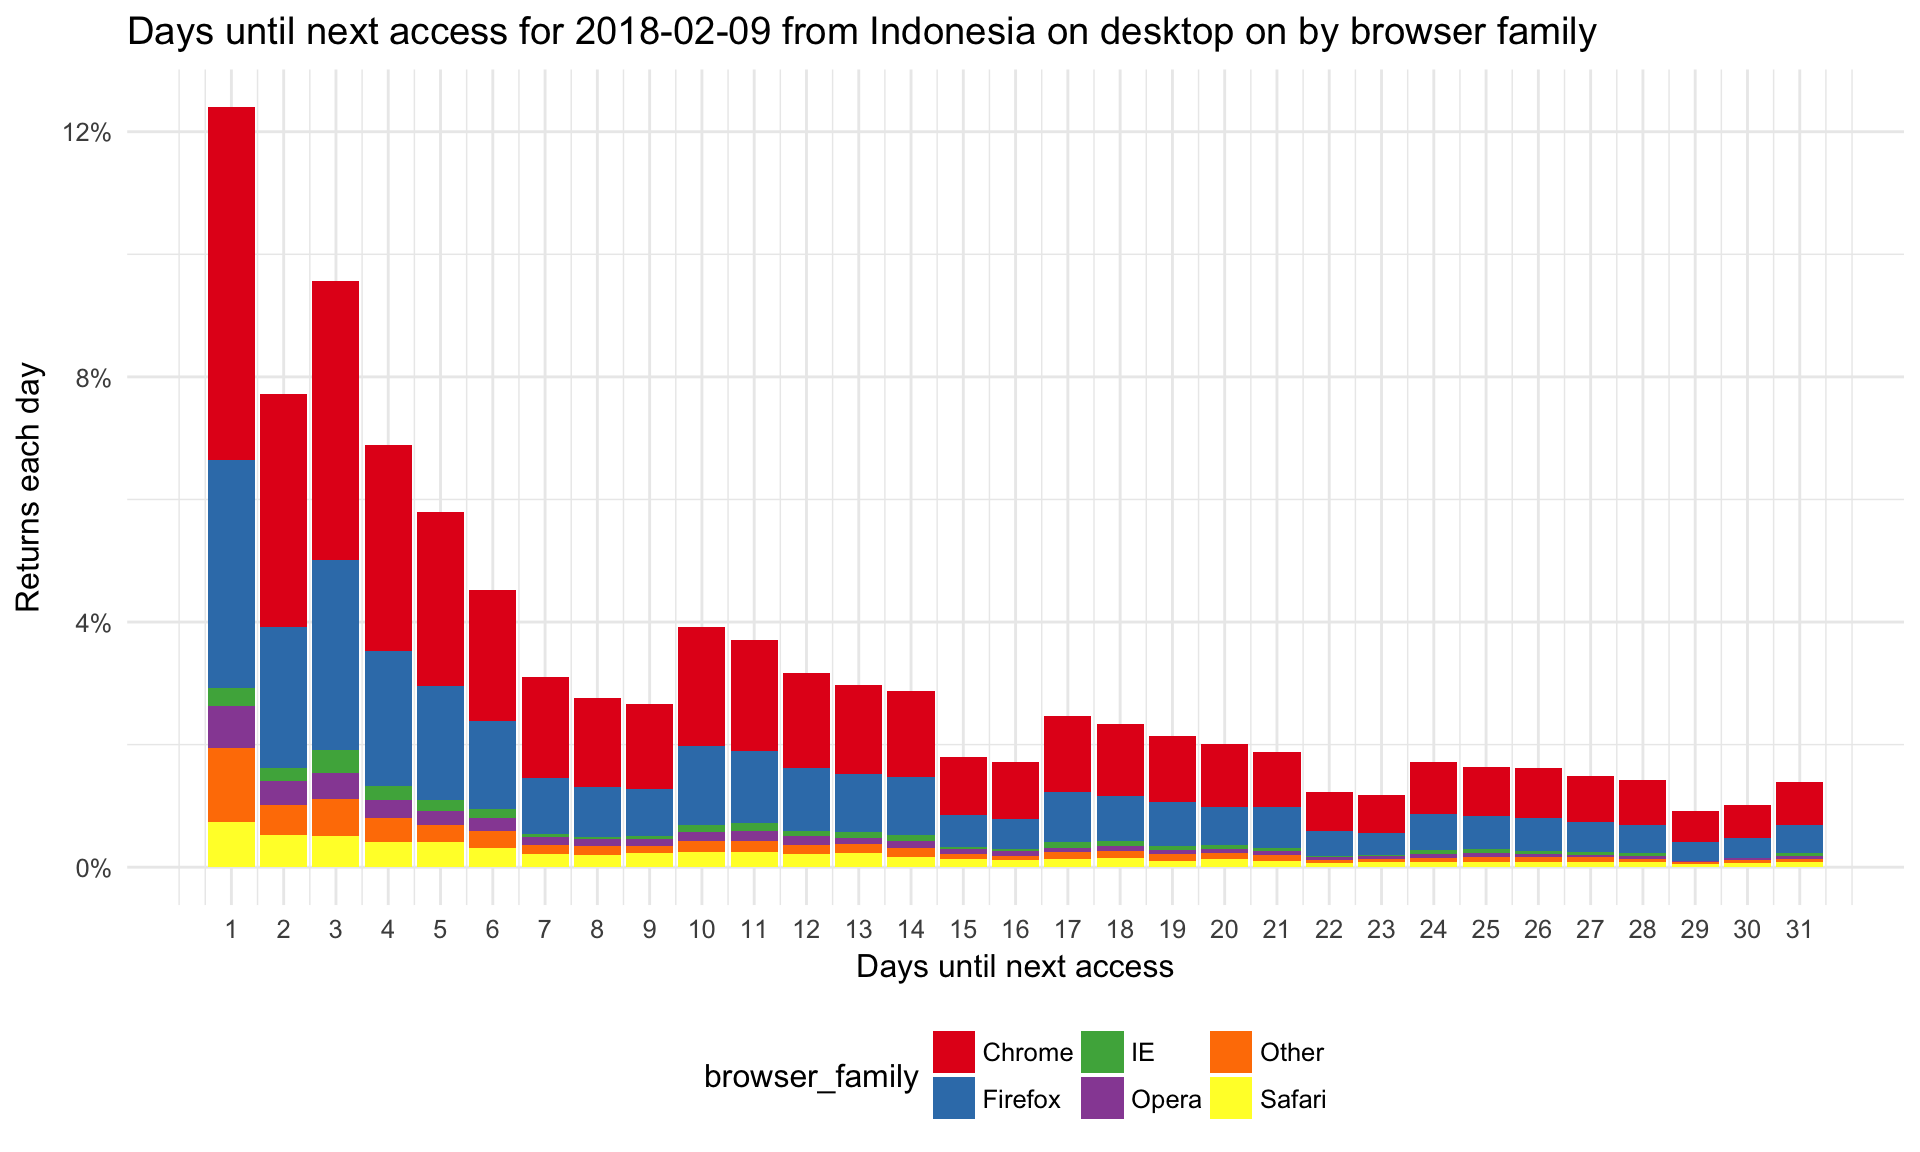 Days until next access for 2018-02-09 from Indonesia on desktop on by browser family
Returns each day
12%
8%
4%
0%
1 2 3 4 5 6 7 8 9 10 11 12 13 14 15 16 17 18 19 20 21 22 23 24 25 26 27 28 29 30 31
Days until next access
browser_family
Chrome IE Other
Firefox Opera Safari